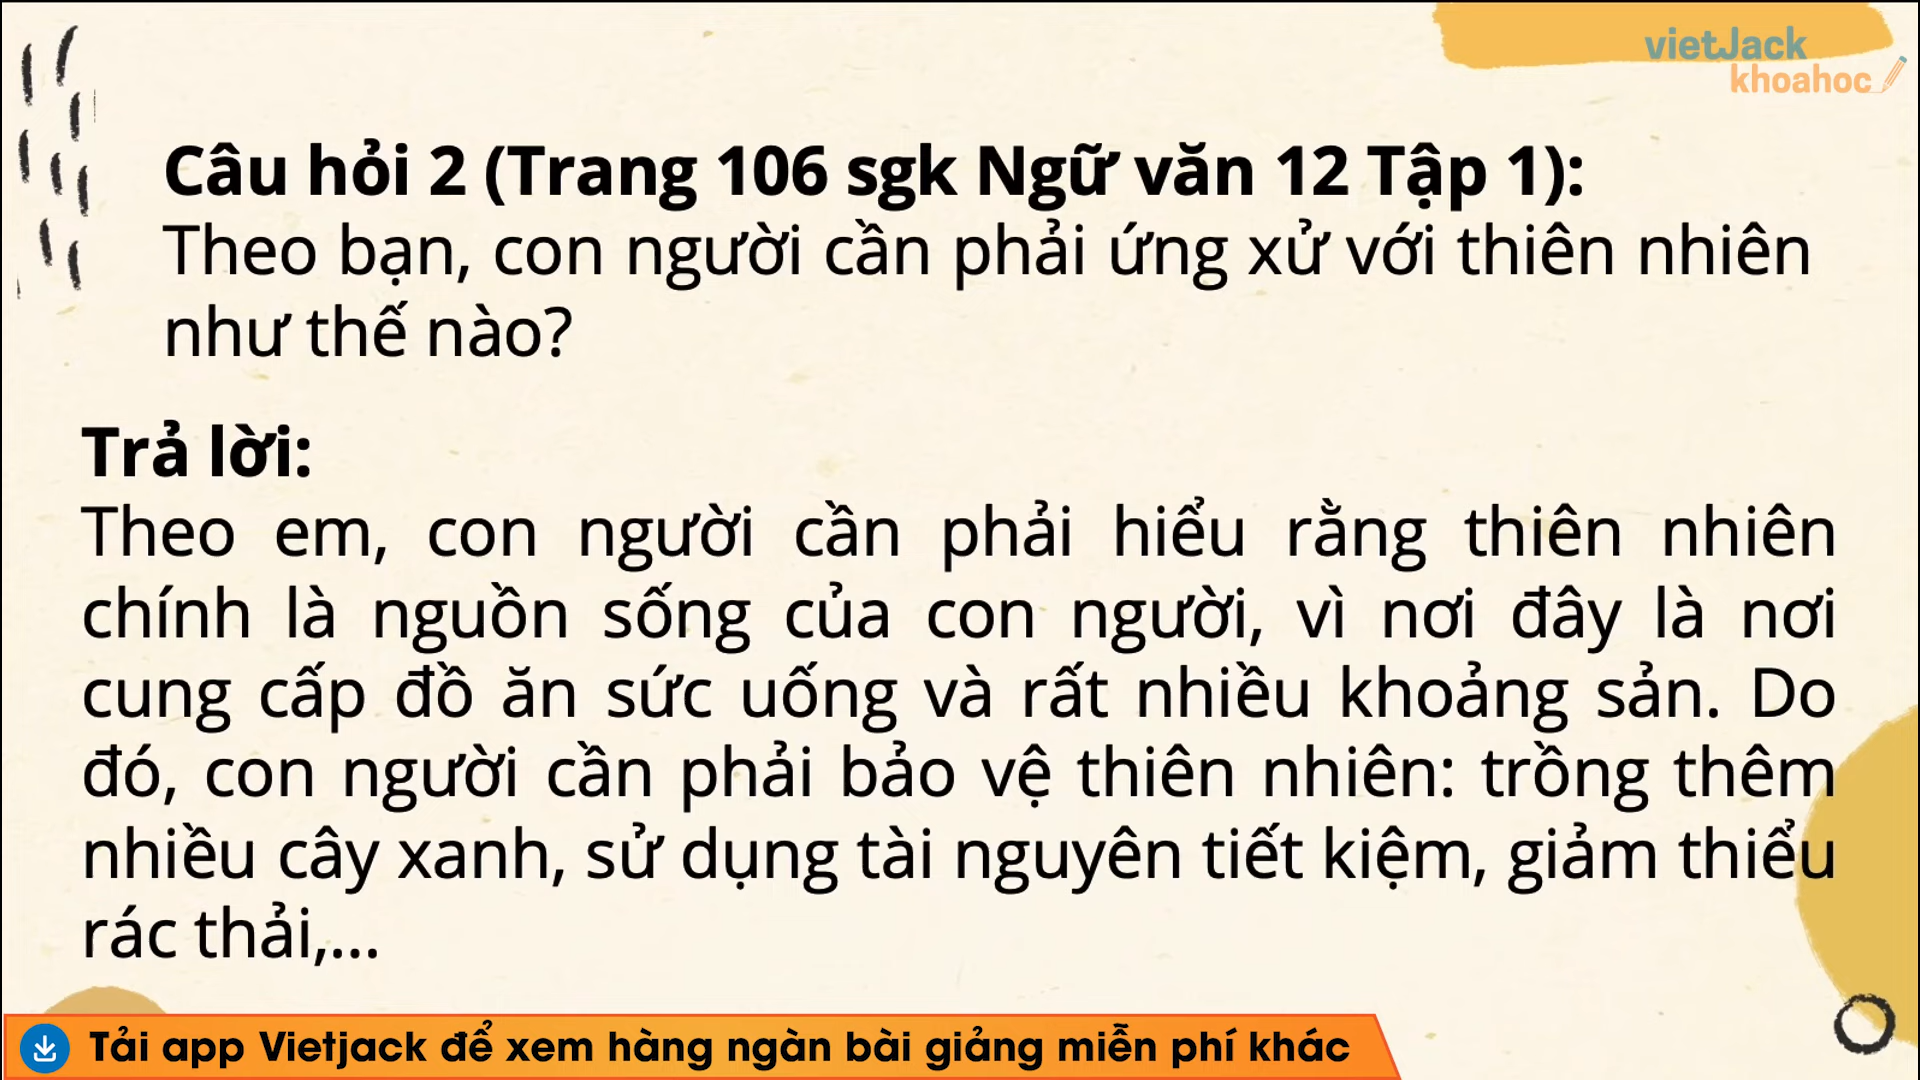 vietJack
khoahoc
Câu hỏi 2 (Trang 106 sgk Ngữ văn 12 Tập 1):
Theo bạn, con người cần phải ứng xử với thiên nhiên
như thế nào?
Trả lời:
Theo em, con người cần phải hiểu rằng thiên nhiên
chính là nguồn sống của con người, vì nơi đây là nơi
cung cấp đồ ăn sức uống và rất nhiều khoảng sản. Do
đó, con người cần phải bảo vệ thiên nhiên: trồng thêm
nhiều cây xanh, sử dụng tài nguyên tiết kiệm, giảm thiểu
rác thải,...
Tải app Vietjack để xem hàng ngàn bài giảng miễn phí khác